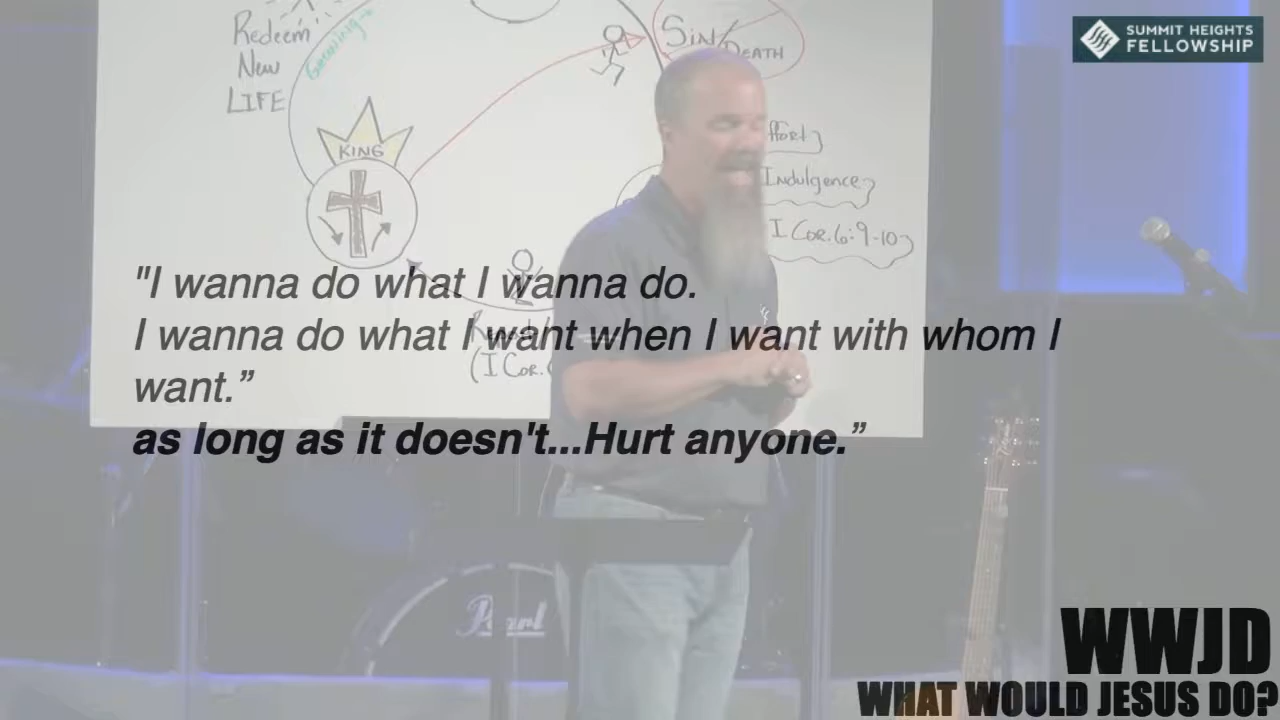 SUMMIT HEIGHTS
FELLOWSHIP
Redeem
New
LIFE
Growing
SIN/
DEATH
KING
ffort
Indulgence
I COR. 6:9-10
"I wanna do what I wanna do.
I wanna do what I want when I want with whom I
want.”
as long as it doesn't...Hurt anyone.”
(I COR.
Pearl
WWJD
WHAT WOULD JESUS DO?